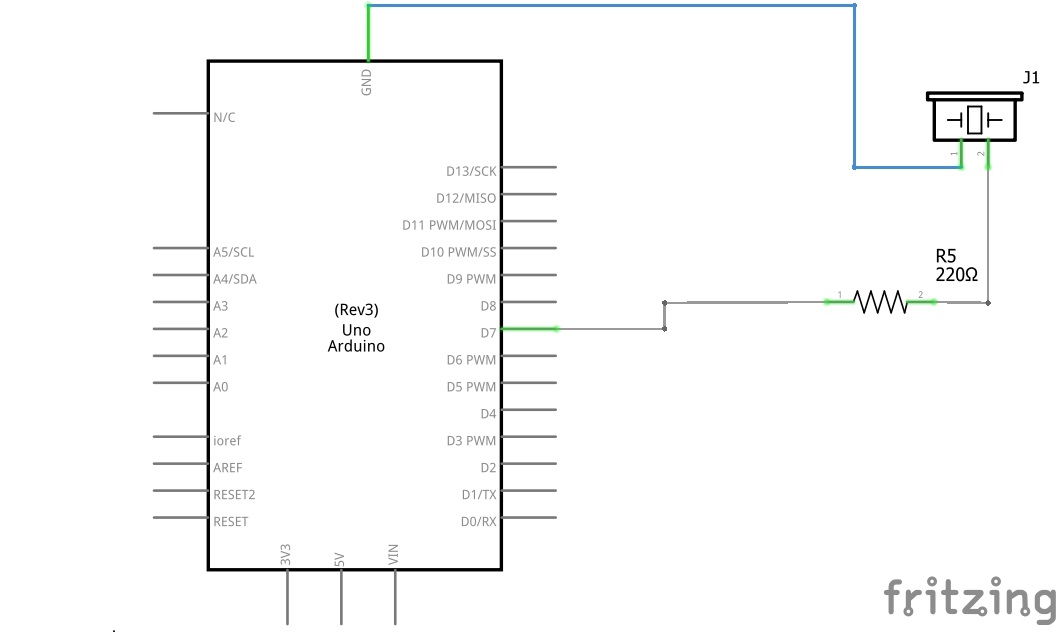 GND
J1
N/C
1
2
D13/SCK
D12/MISO
D11 PWM/MOSI
A5/SCL
D10 PWM/SS
R5
220Ω
A4/SDA
D9 PWM
1
2
A3
(Rev3)
D8
A2
Uno
D7
Arduino
A1
D6 PWM
A0
D5 PWM
D4
ioref
D3 PWM
AREF
D2
RESET2
D1/TX
RESET
D0/RX
3V3
5V
VIN
fritzing